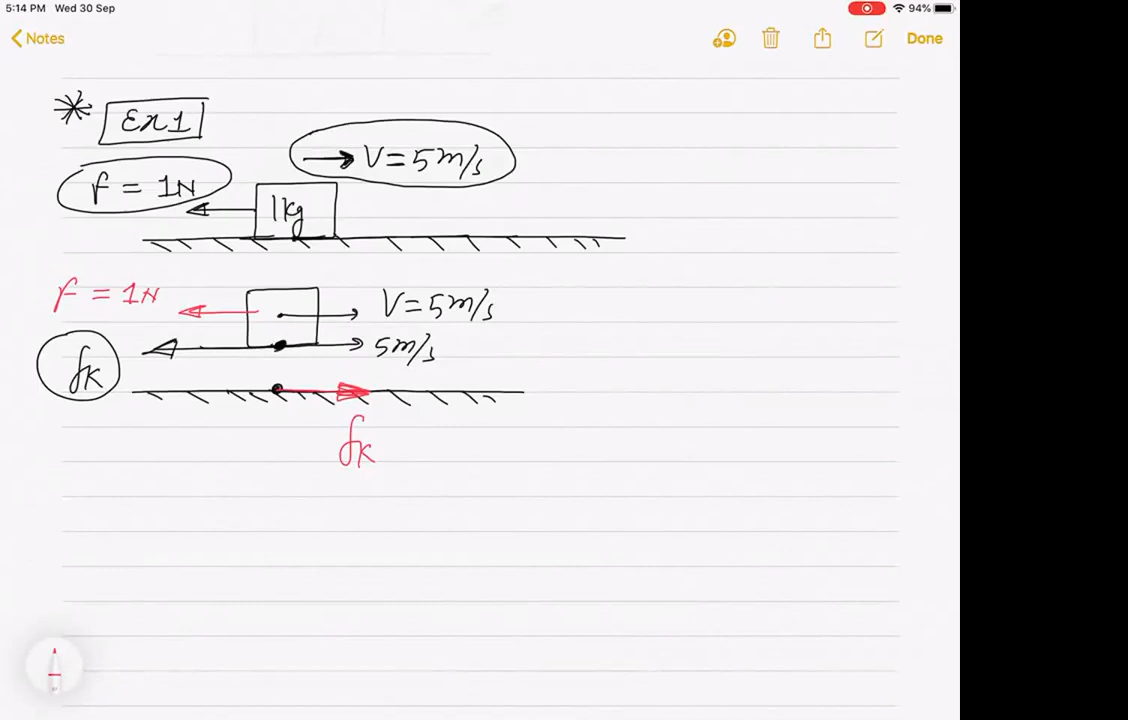 5:14 PM Wed 30 Sep
94%
Notes
Done
Ex1
V = 5m/s
F = 1N
1kg
F = 1N
V = 5m/s
5m/s
fK
fK